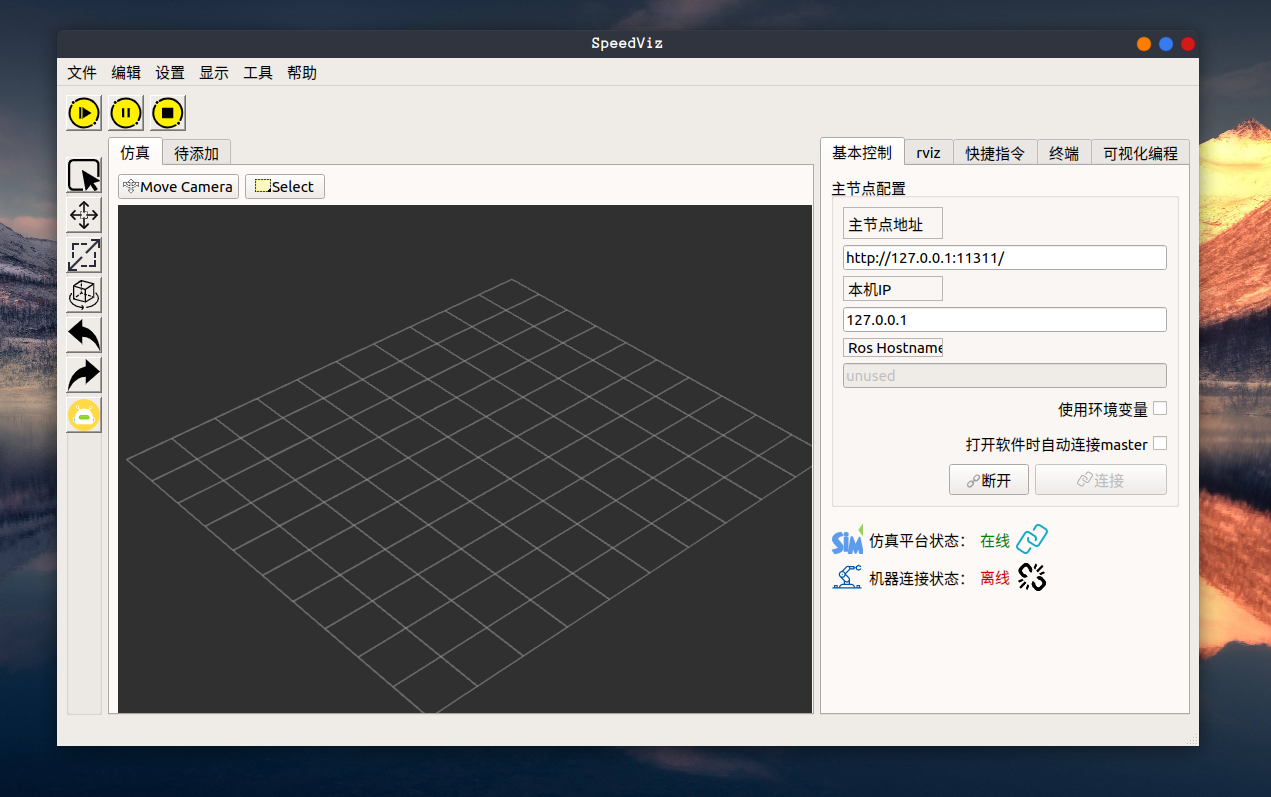 SpeedViz
文件 编辑 设置 显示 工具 帮助
仿真 待添加
Move Camera Select
基本控制 rviz 快捷指令 终端 可视化编程
主节点配置
主节点地址
http://127.0.0.1:11311/
本机IP
127.0.0.1
Ros Hostname
unused
使用环境变量
打开软件时自动连接master
断开 连接
SIM 仿真平台状态： 在线
机器连接状态： 离线